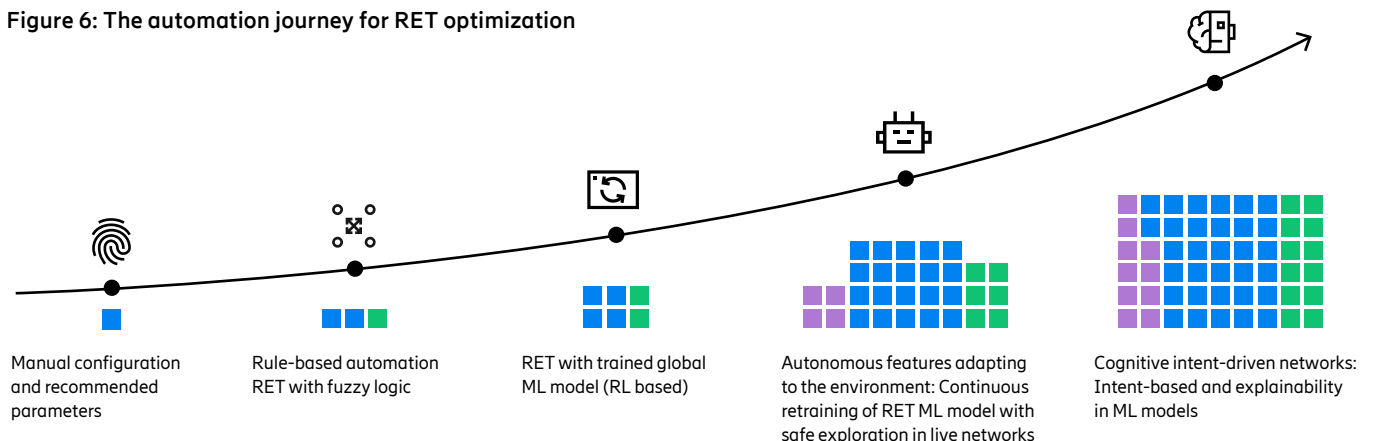 Figure 6: The automation journey for RET optimization
Manual configuration
and recommended
parameters
Rule-based automation
RET with fuzzy logic
RET with trained global
ML model (RL based)
Autonomous features adapting
to the environment: Continuous
retraining of RET ML model with
safe exploration in live networks
Cognitive intent-driven networks:
Intent-based and explainability
in ML models